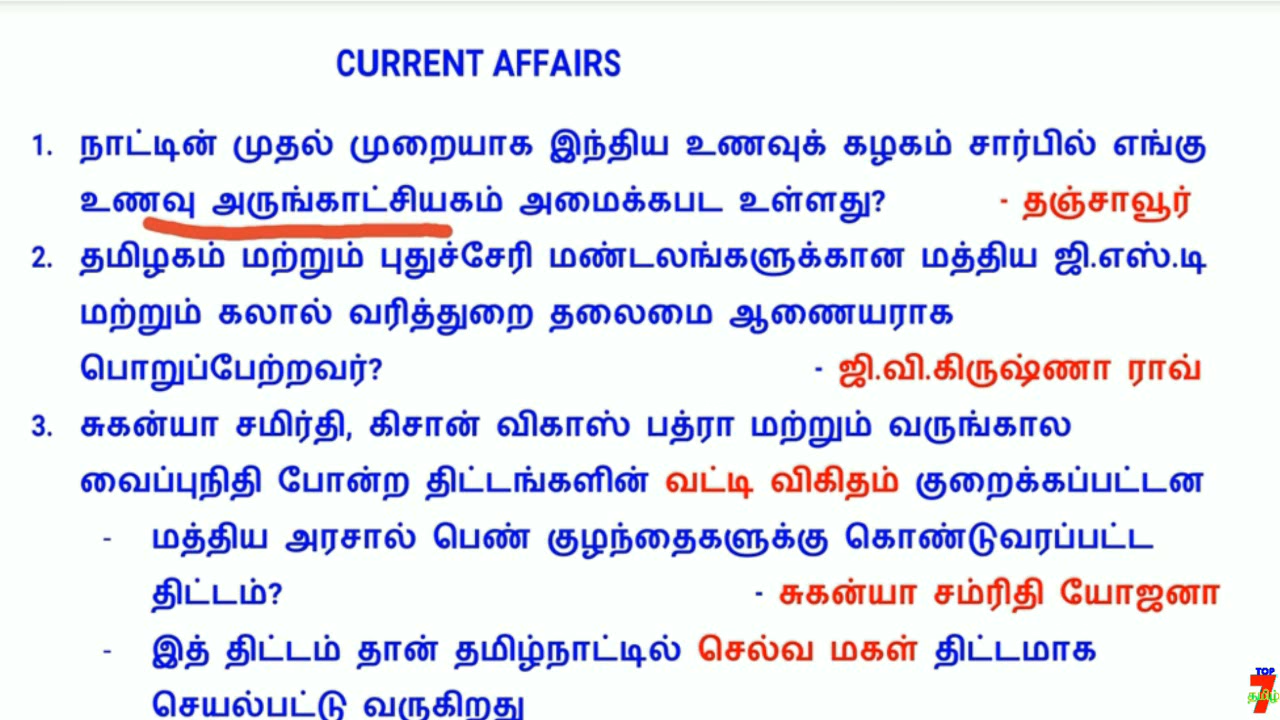 CURRENT AFFAIRS
1. நாட்டின் முதல் முறையாக இந்திய உணவுக் கழகம் சார்பில் எங்கு
உணவு அருங்காட்சியகம் அமைக்கபட உள்ளது? - தஞ்சாவூர்
2. தமிழகம் மற்றும் புதுச்சேரி மண்டலங்களுக்கான மத்திய ஜி.எஸ்.டி
மற்றும் கலால் வரித்துறை தலைமை ஆணையராக
பொறுப்பேற்றவர்? - ஜி.வி.கிருஷ்ணா ராவ்
3. சுகன்யா சமிர்தி, கிசான் விகாஸ் பத்ரா மற்றும் வருங்கால
வைப்புநிதி போன்ற திட்டங்களின் வட்டி விகிதம் குறைக்கப்பட்டன
- மத்திய அரசால் பெண் குழந்தைகளுக்கு கொண்டுவரப்பட்ட
திட்டம்? - சுகன்யா சம்ரிதி யோஜனா
- இத் திட்டம் தான் தமிழ்நாட்டில் செல்வ மகள் திட்டமாக
செயல்பட்டு வருகிறது
TOP
7
தமிழ்